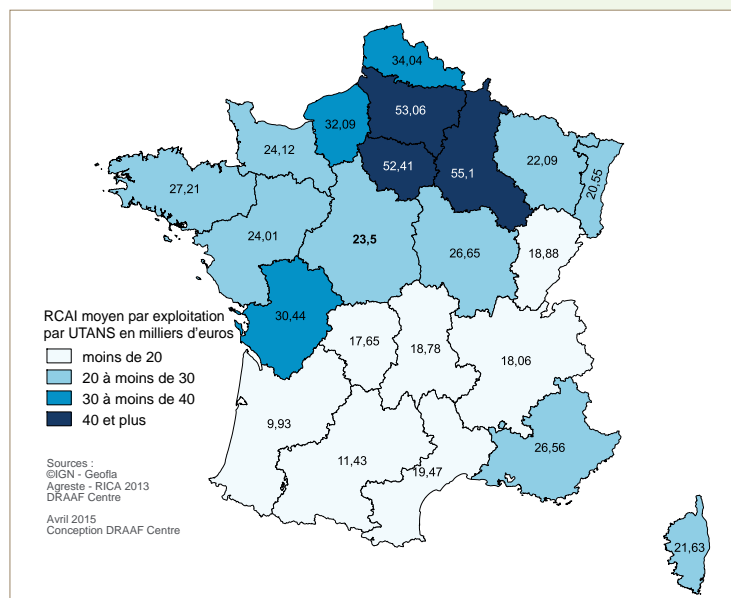 34,04
53,06
32,09
24,12
52,41
55,1
22,09
20,55
27,21
24,01
23,5
26,65
18,88
30,44
17,65
18,78
18,06
9,93
11,43
19,47
26,56
21,63
RCAI moyen par exploitation
par UTANS en milliers d'euros
moins de 20
20 à moins de 30
30 à moins de 40
40 et plus
Sources :
©IGN - Geofla
Agreste - RICA 2013
DRAAF Centre
Avril 2015
Conception DRAAF Centre